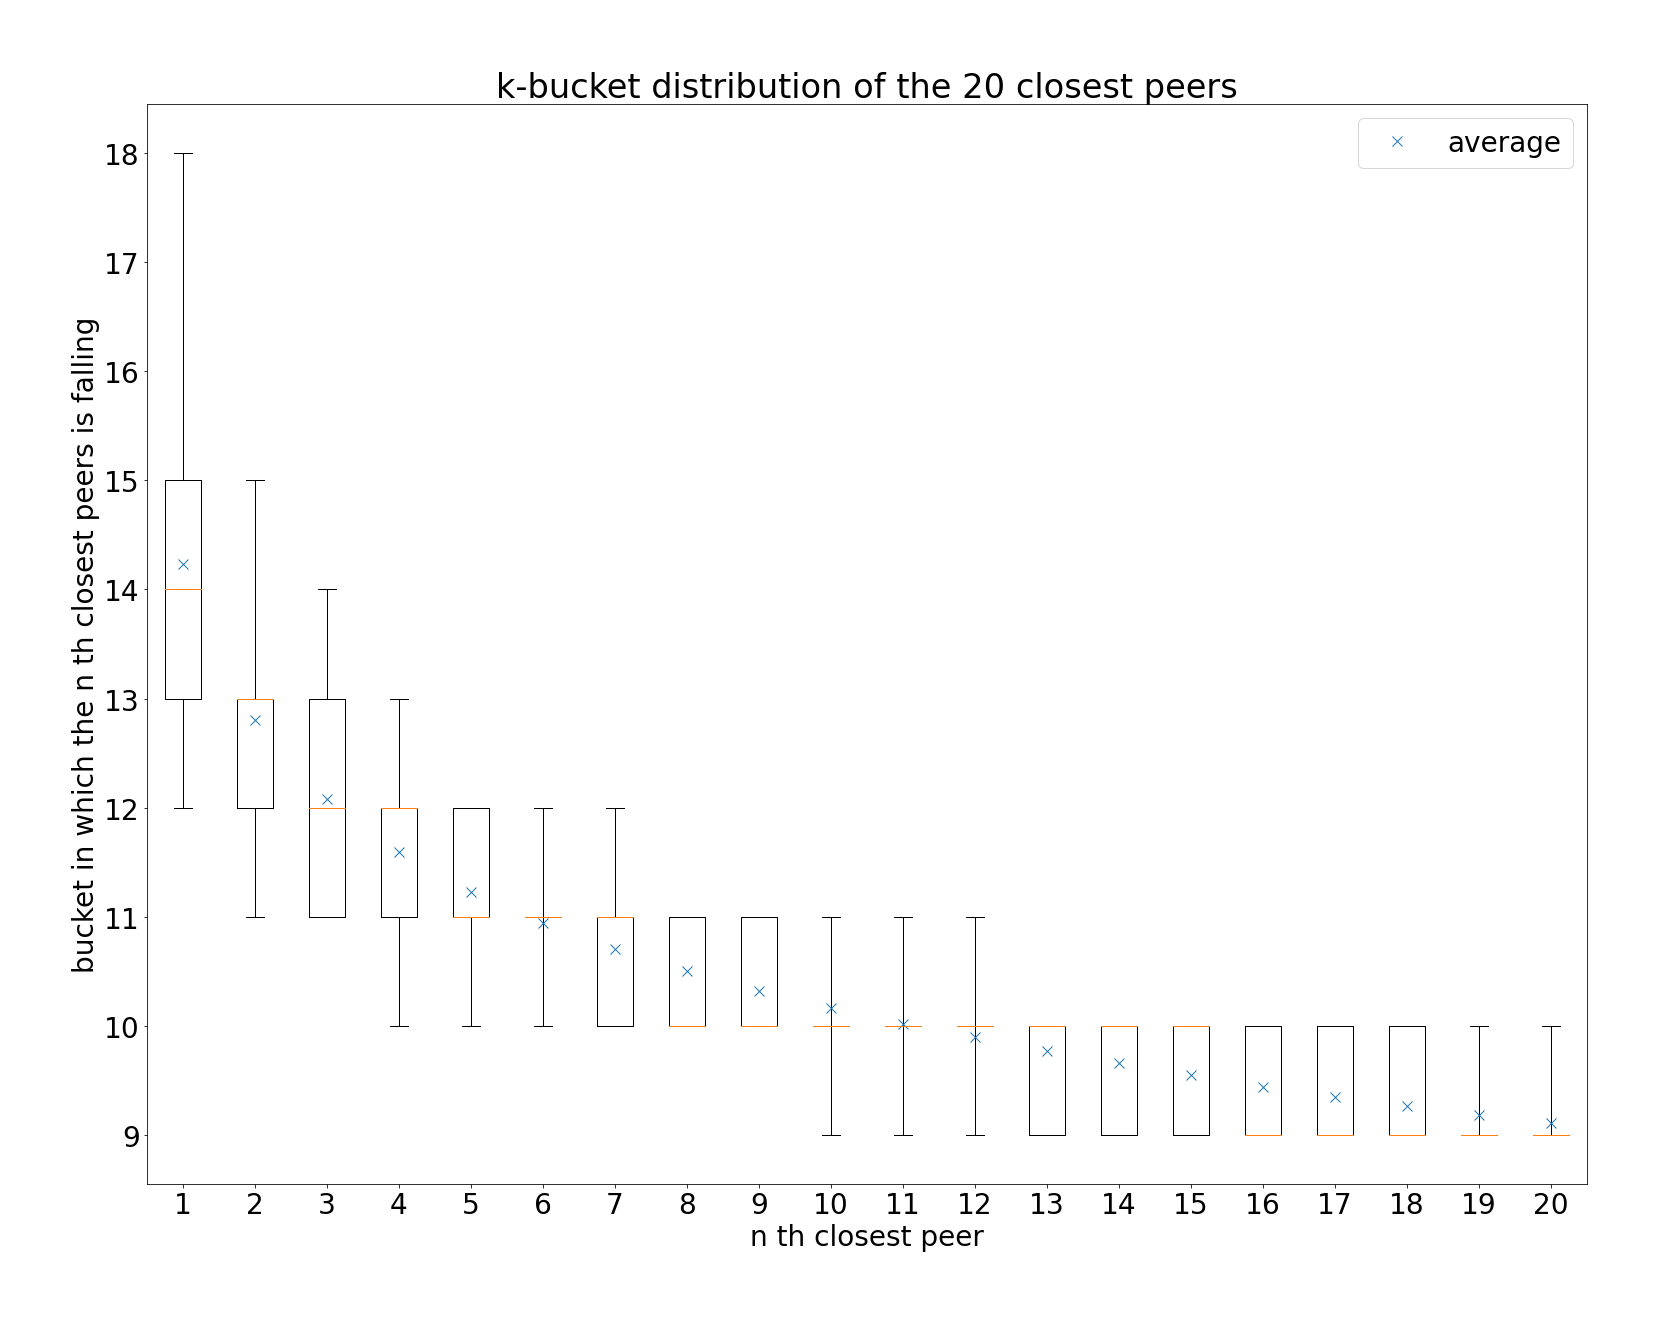 k-bucket distribution of the 20 closest peers
average
18
17
16
15
14
13
12
11
10
9
bucket in which the n th closest peers is falling
1 2 3 4 5 6 7 8 9 10 11 12 13 14 15 16 17 18 19 20
n th closest peer